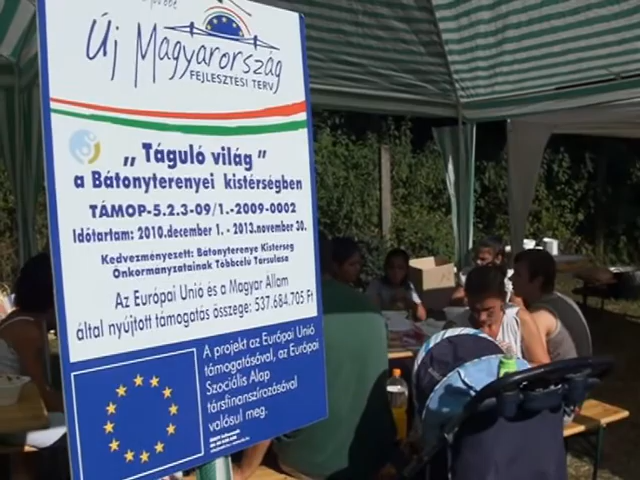 Új Magyarország
FEJLESZTÉSI TERV
„Táguló világ"
a Bátonyterenyei kistérségben
TÁMOP-5.2.3-09/1.-2009-0002
Időtartam: 2010.december 1. - 2013.november 30.
Kedvezményezett: Bátonyterenye Kistérség
Önkormányzatainak Többcélú Társulása
Az Európai Unió és a Magyar Állam
által nyújtott támogatás összege: 537.684.705 Ft
A projekt az Európai Unió
támogatásával, az Európai
Szociális Alap
társfinanszírozásával
valósul meg.